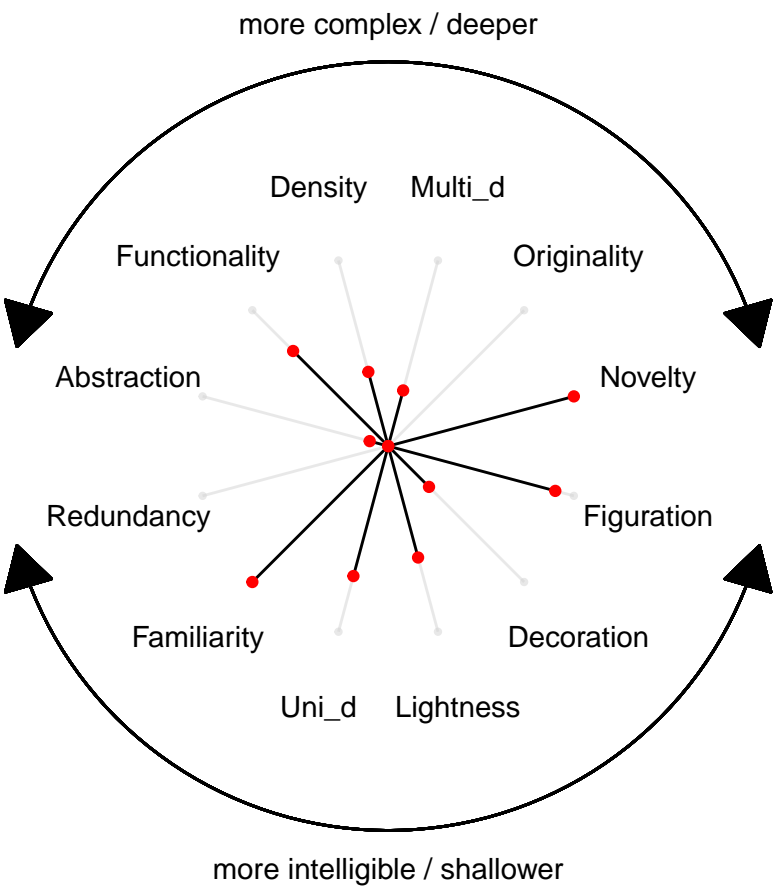 more complex / deeper
Density
Multi_d
Functionality
Originality
Abstraction
Novelty
Redundancy
Figuration
Familiarity
Decoration
Uni_d
Lightness
more intelligible / shallower